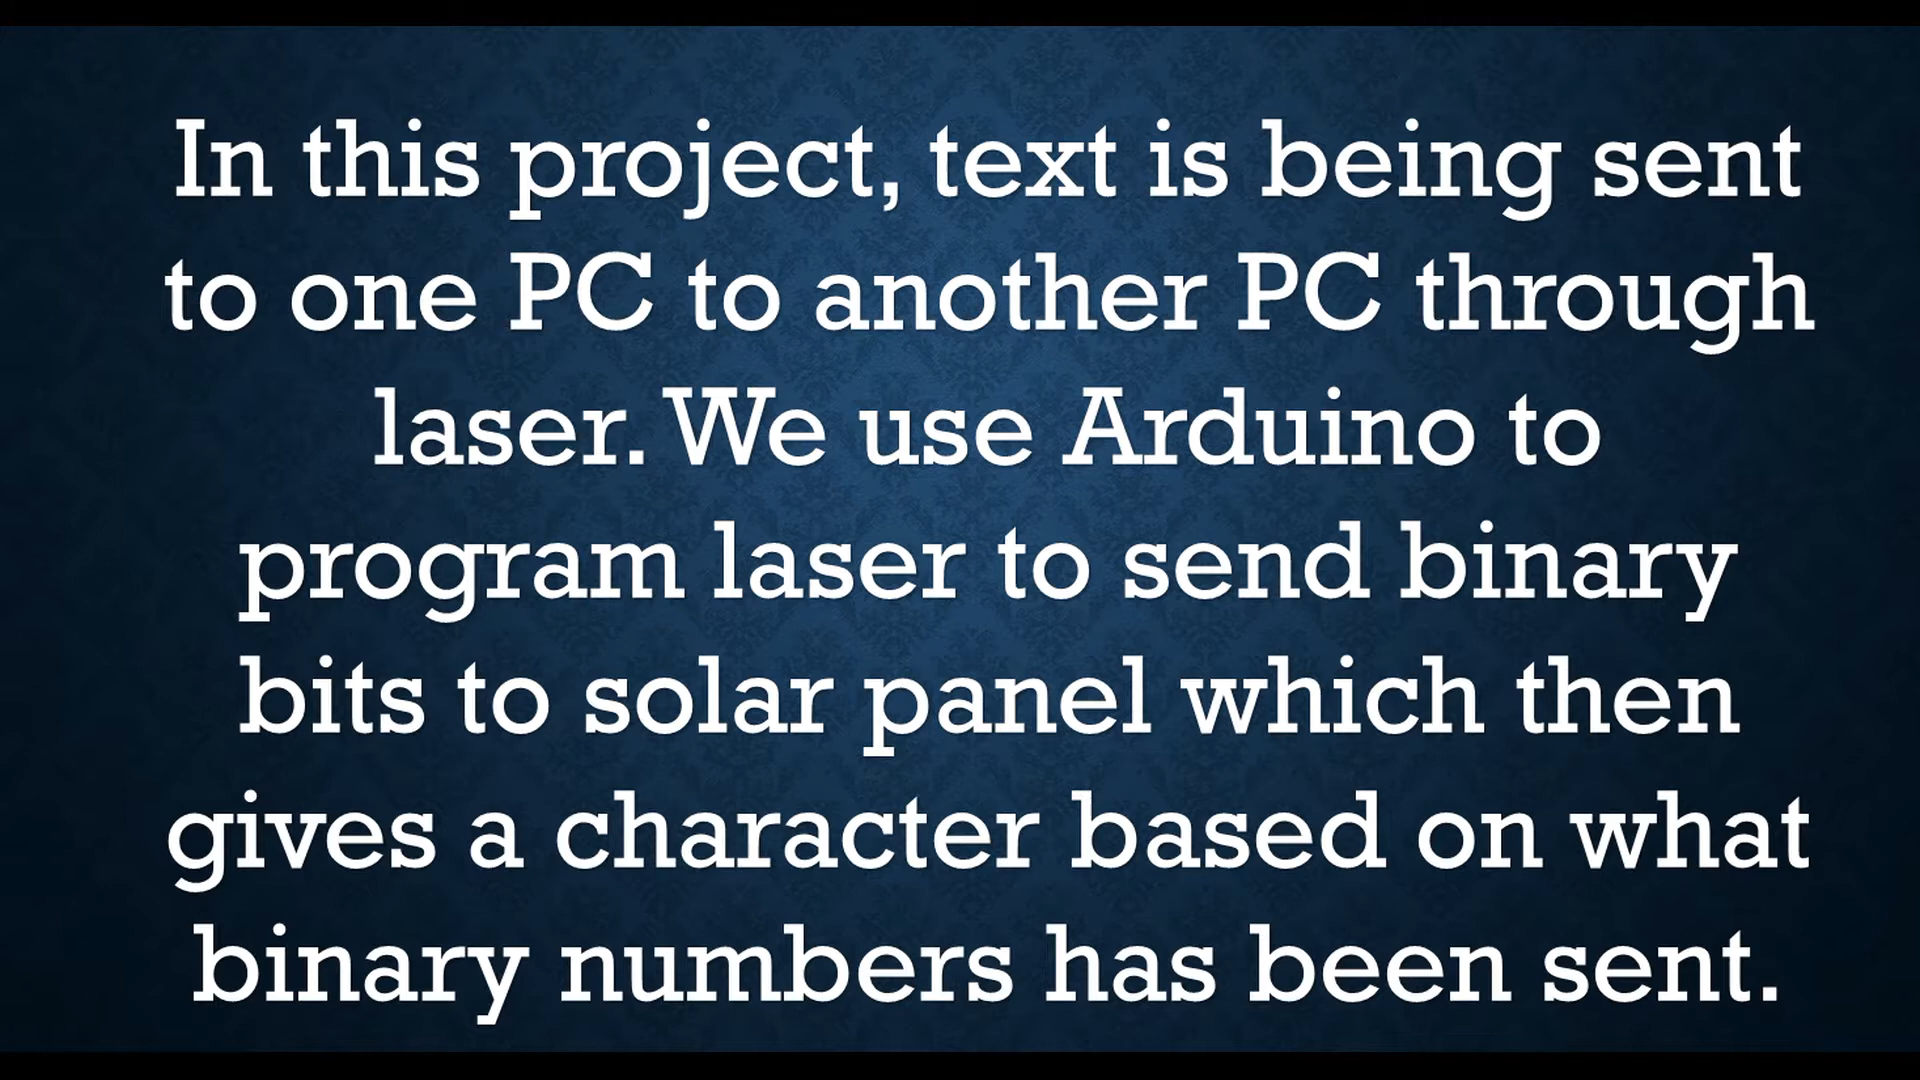 In this project, text is being sent
to one PC to another PC through
laser. We use Arduino to
program laser to send binary
bits to solar panel which then
gives a character based on what
binary numbers has been sent.